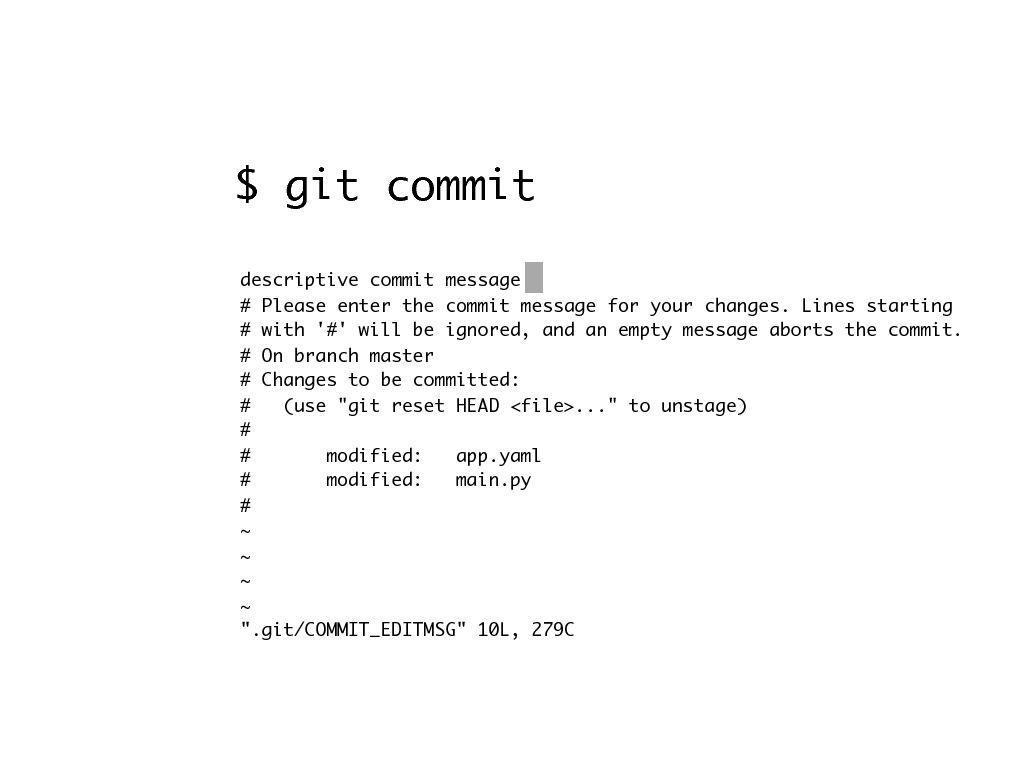 $ git commit
descriptive commit message
# Please enter the commit message for your changes. Lines starting
# with '#' will be ignored, and an empty message aborts the commit.
# On branch master
# Changes to be committed:
#   (use "git reset HEAD <file>..." to unstage)
#
#       modified:   app.yaml
#       modified:   main.py
#
~
~
~
~
".git/COMMIT_EDITMSG" 10L, 279C